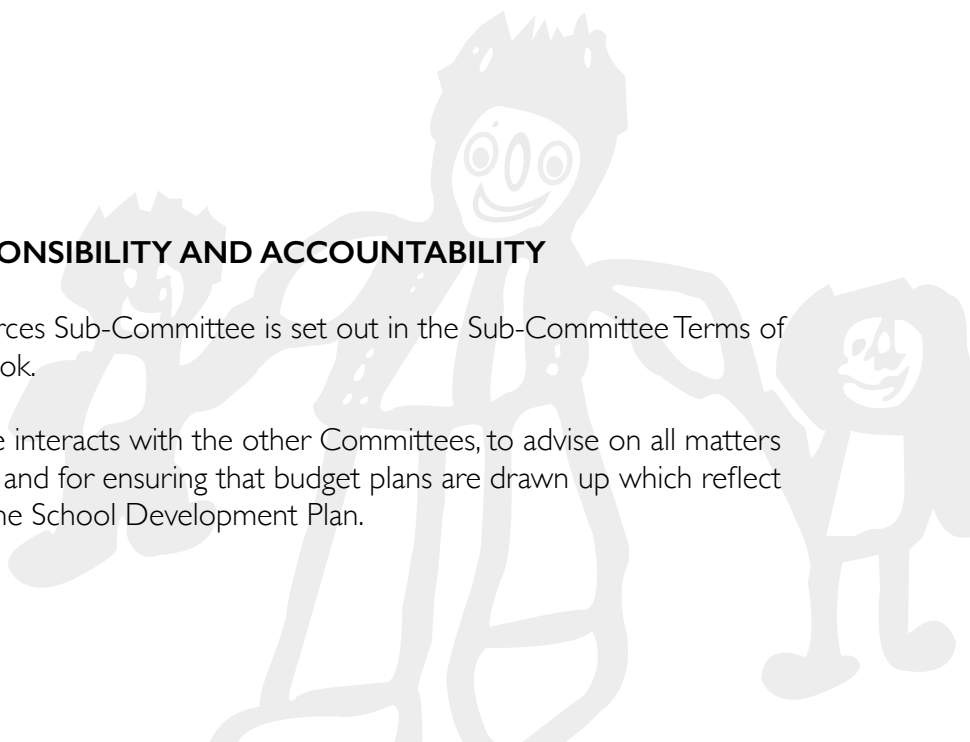 ONSIBILITY AND ACCOUNTABILITY
rces Sub-Committee is set out in the Sub-Committee Terms of
ok.
e interacts with the other Committees, to advise on all matters
and for ensuring that budget plans are drawn up which reflect
ne School Development Plan.